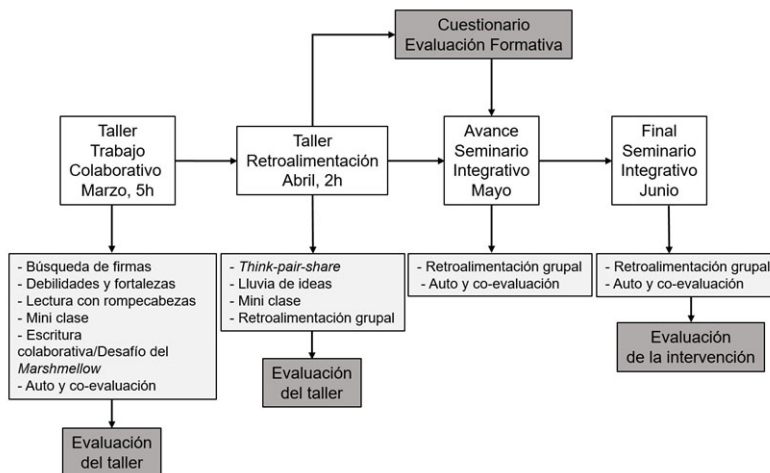 Cuestionario
Evaluación Formativa
Taller
Trabajo
Colaborativo
Marzo, 5h
Taller
Retroalimentación
Abril, 2h
Avance
Seminario
Integrativo
Mayo
Final
Seminario
Integrativo
Junio
- Búsqueda de firmas
- Debilidades y fortalezas
- Lectura con rompecabezas
- Mini clase
- Escritura
colaborativa/Desafío del
Marshmellow
- Auto y co-evaluación
- Think-pair-share
- Lluvia de ideas
- Mini clase
- Retroalimentación grupal
- Retroalimentación grupal
- Auto y co-evaluación
- Retroalimentación grupal
- Auto y co-evaluación
Evaluación
del taller
Evaluación
del taller
Evaluación
de la intervención